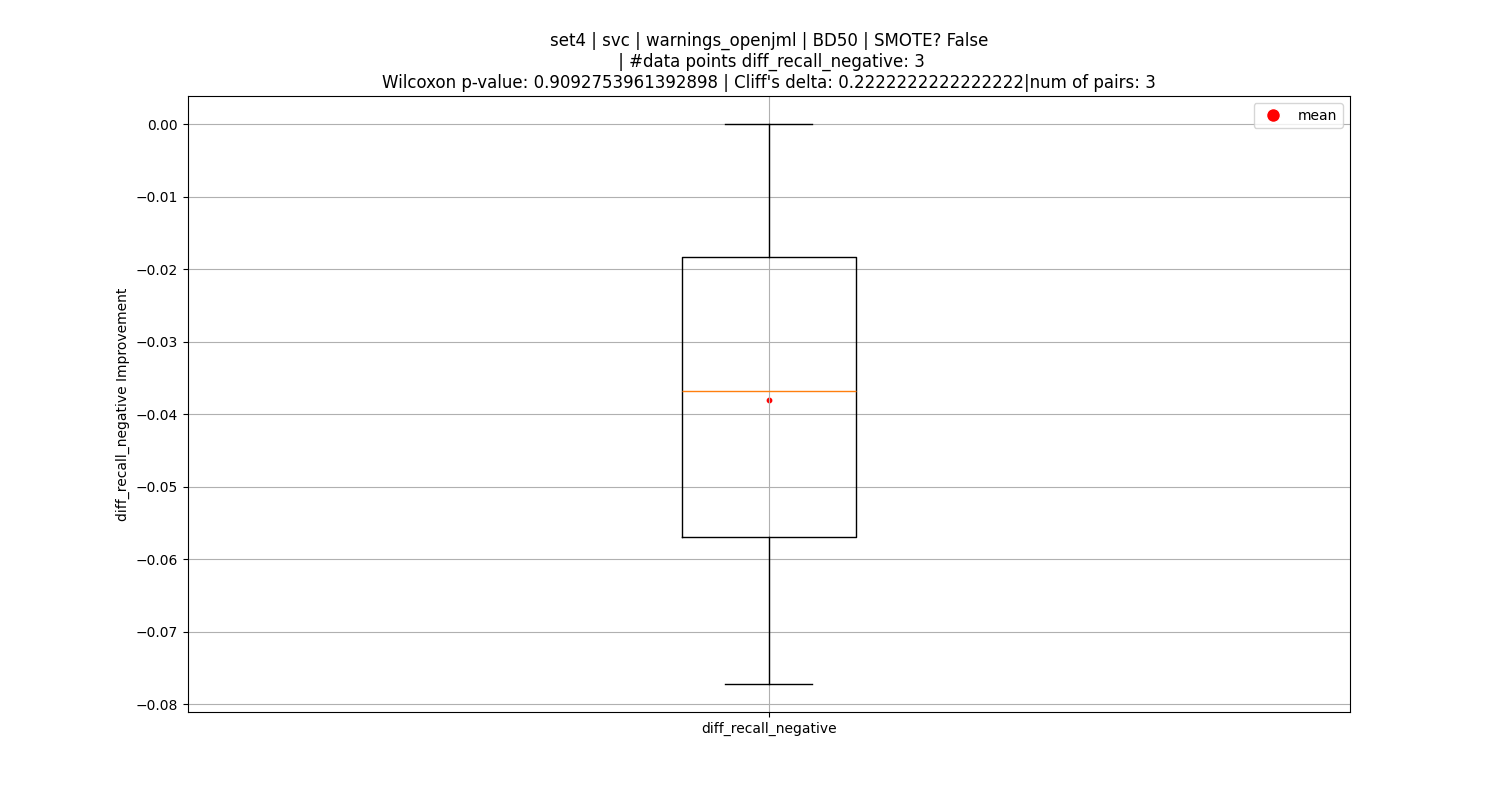 set4 | svc | warnings_openjml | BD50 | SMOTE? False
| #data points diff_recall_negative: 3
Wilcoxon p-value: 0.9092753961392898 | Cliff's delta: 0.2222222222222222|num of pairs: 3
mean
0.00
−0.01
−0.02
−0.03
−0.04
−0.05
−0.06
−0.07
−0.08
diff_recall_negative Improvement
diff_recall_negative